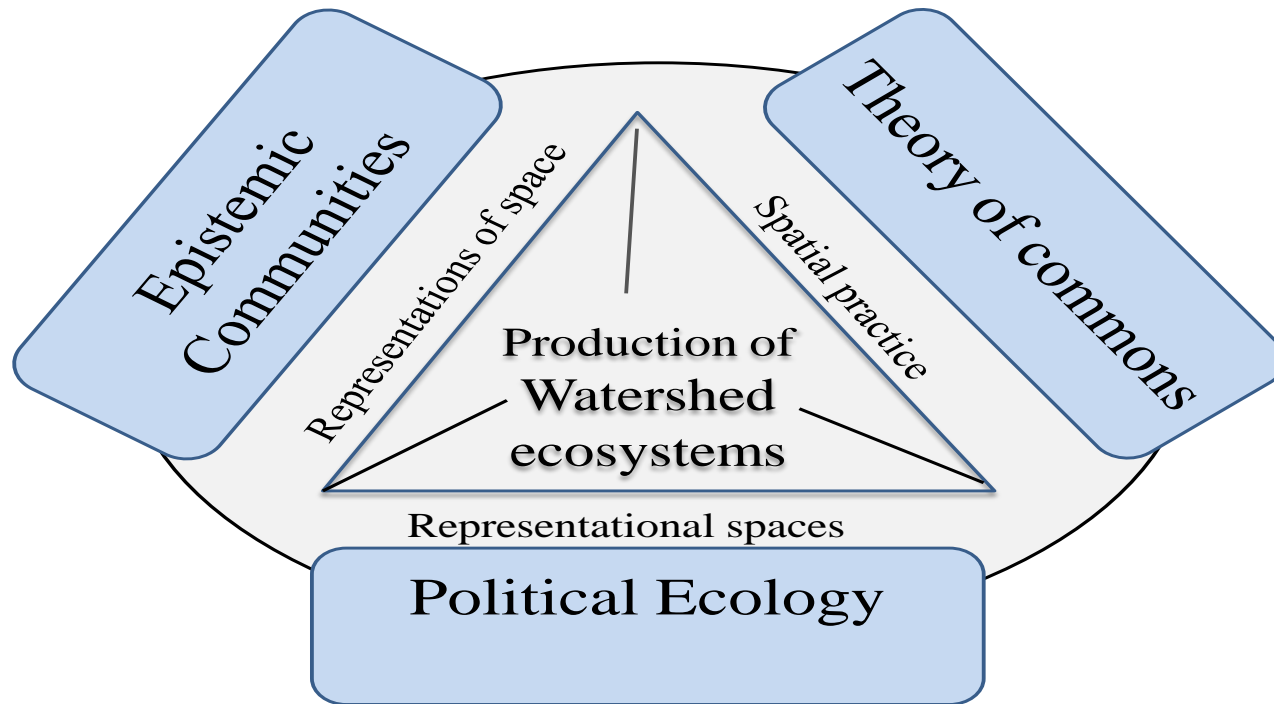 Epistemic
Communities
Theory of commons
Representations of space
Spatial practice
Production of
Watershed
ecosystems
Representational spaces
Political Ecology